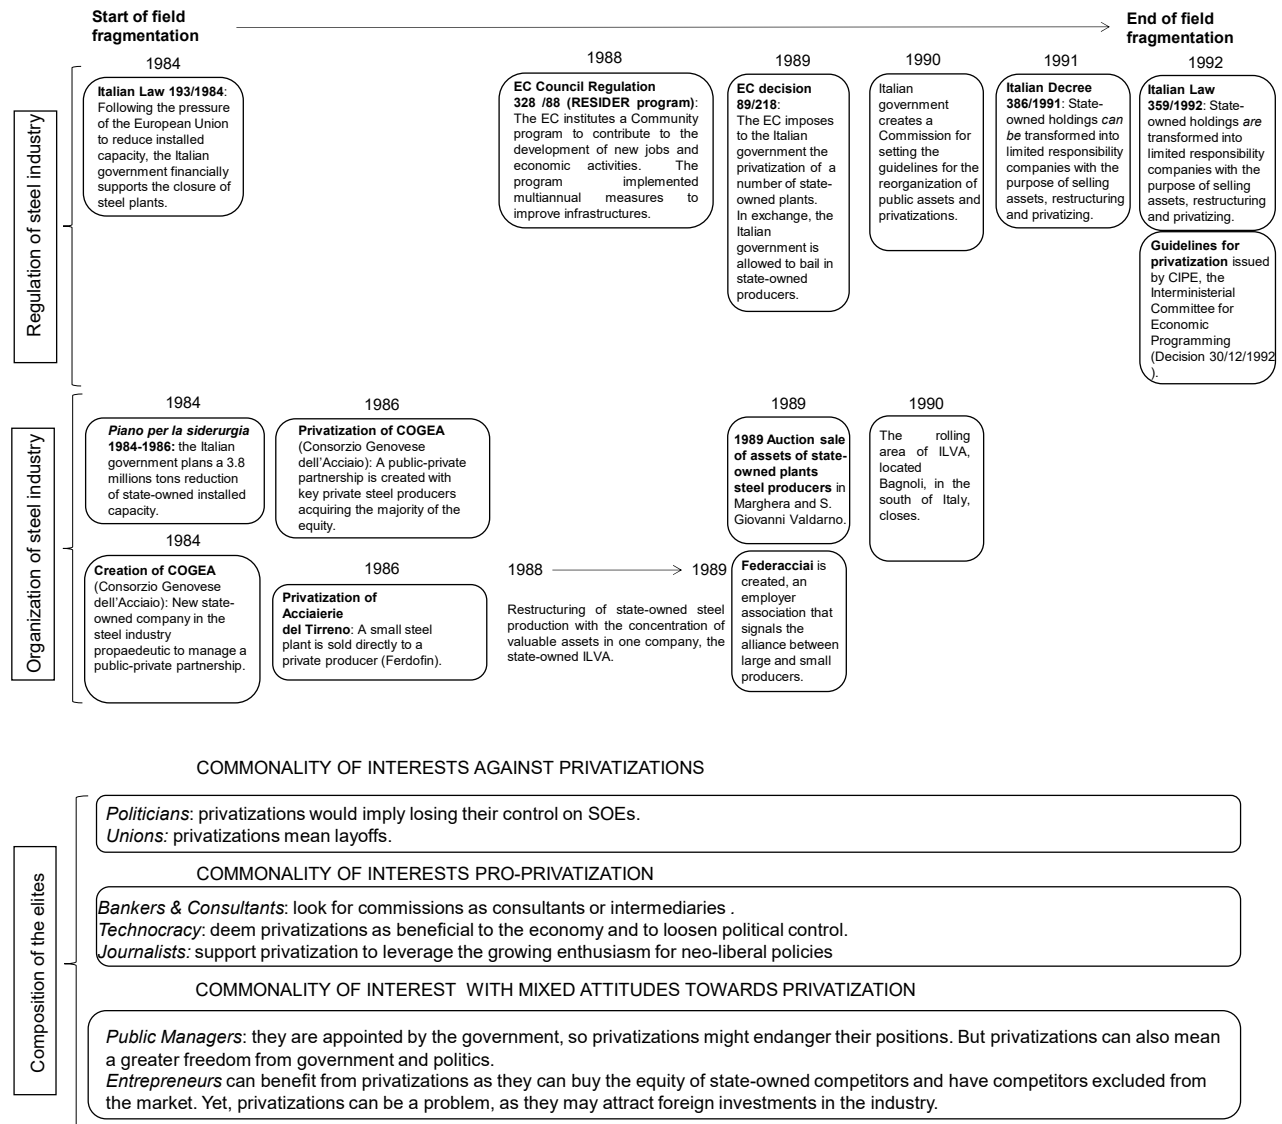 Start of field
fragmentation
End of field
fragmentation
Regulation of steel industry
1984
Italian Law 193/1984:
Following the pressure
of the European Union
to reduce installed
capacity, the Italian
government financially
supports the closure of
steel plants.
1988
EC Council Regulation
328 /88 (RESIDER program):
The EC institutes a Community
program to contribute to the
development of new jobs and
economic activities. The
program implemented
multiannual measures to
improve infrastructures.
1989
EC decision
89/218:
The EC imposes
to the Italian
government the
privatization of a
number of state-
owned plants.
In exchange, the
Italian
government is
allowed to bail in
state-owned
producers.
1990
Italian
government
creates a
Commission for
setting the
guidelines for the
reorganization of
public assets and
privatizations.
1991
Italian Decree
386/1991: State-
owned holdings can
be transformed into
limited responsibility
companies with the
purpose of selling
assets, restructuring
and privatizing.
1992
Italian Law
359/1992: State-
owned holdings are
transformed into
limited responsibility
companies with the
purpose of selling
assets, restructuring
and privatizing.
Guidelines for
privatization issued
by CIPE, the
Interministerial
Committee for
Economic
Programming
(Decision 30/12/1992
).
Organization of steel industry
1984
Piano per la siderurgia
1984-1986: the Italian
government plans a 3.8
millions tons reduction
of state-owned installed
capacity.
1984
Creation of COGEA
(Consorzio Genovese
dell'Acciaio): New state-
owned company in the
steel industry
propaedeutic to manage a
public-private partnership.
1986
Privatization of COGEA
(Consorzio Genovese
dell'Acciaio): A public-private
partnership is created with
key private steel producers
acquiring the majority of the
equity.
1986
Privatization of
Acciaierie
del Tirreno: A small steel
plant is sold directly to a
private producer (Ferdofin).
1988
1989
Restructuring of state-owned steel
production with the concentration of
valuable assets in one company, the
state-owned ILVA.
1989
1989 Auction sale
of assets of state-
owned plants
steel producers in
Marghera and S.
Giovanni Valdarno.
Federacciai is
created, an
employer
association that
signals the
alliance between
large and small
producers.
1990
The rolling
area of ILVA,
located
Bagnoli, in the
south of Italy,
closes.
Composition of the elites
COMMONALITY OF INTERESTS AGAINST PRIVATIZATIONS
Politicians: privatizations would imply losing their control on SOEs.
Unions: privatizations mean layoffs.
COMMONALITY OF INTERESTS PRO-PRIVATIZATION
Bankers & Consultants: look for commissions as consultants or intermediaries .
Technocracy: deem privatizations as beneficial to the economy and to loosen political control.
Journalists: support privatization to leverage the growing enthusiasm for neo-liberal policies
COMMONALITY OF INTEREST WITH MIXED ATTITUDES TOWARDS PRIVATIZATION
Public Managers: they are appointed by the government, so privatizations might endanger their positions. But privatizations can also mean
a greater freedom from government and politics.
Entrepreneurs can benefit from privatizations as they can buy the equity of state-owned competitors and have competitors excluded from
the market. Yet, privatizations can be a problem, as they may attract foreign investments in the industry.